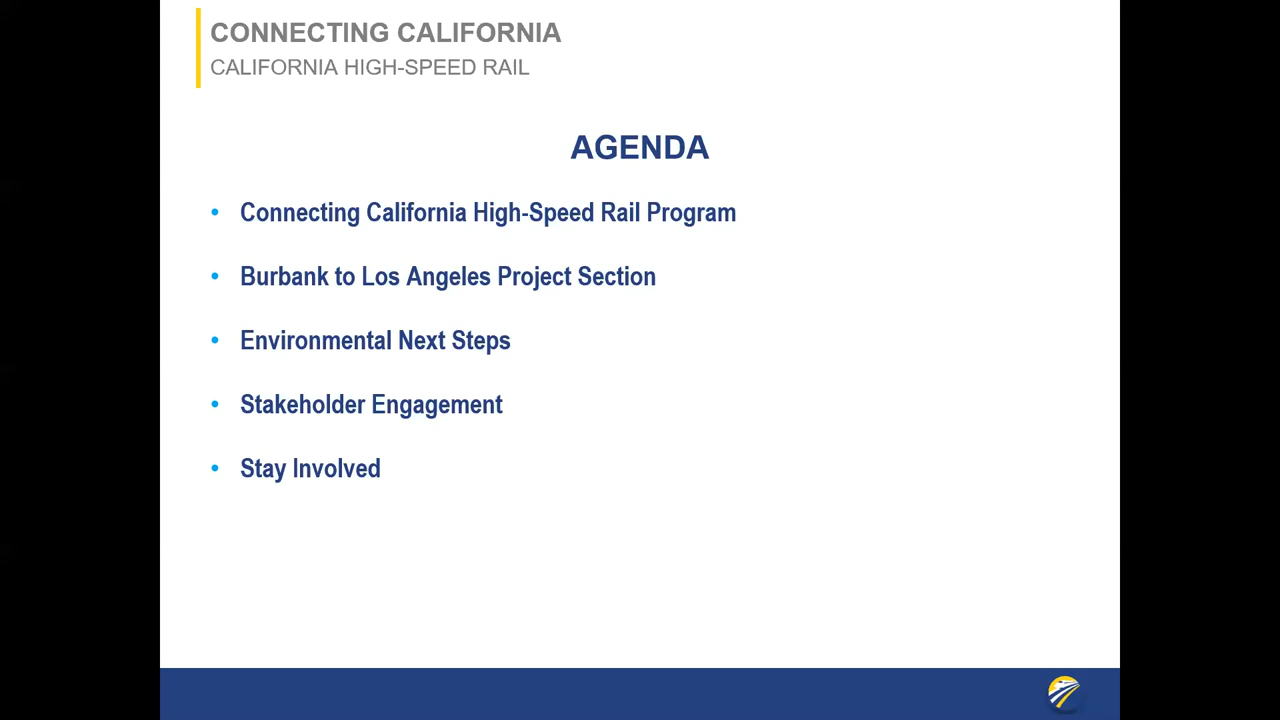 CONNECTING CALIFORNIA
CALIFORNIA HIGH-SPEED RAIL
AGENDA
• Connecting California High-Speed Rail Program
• Burbank to Los Angeles Project Section
• Environmental Next Steps
• Stakeholder Engagement
• Stay Involved